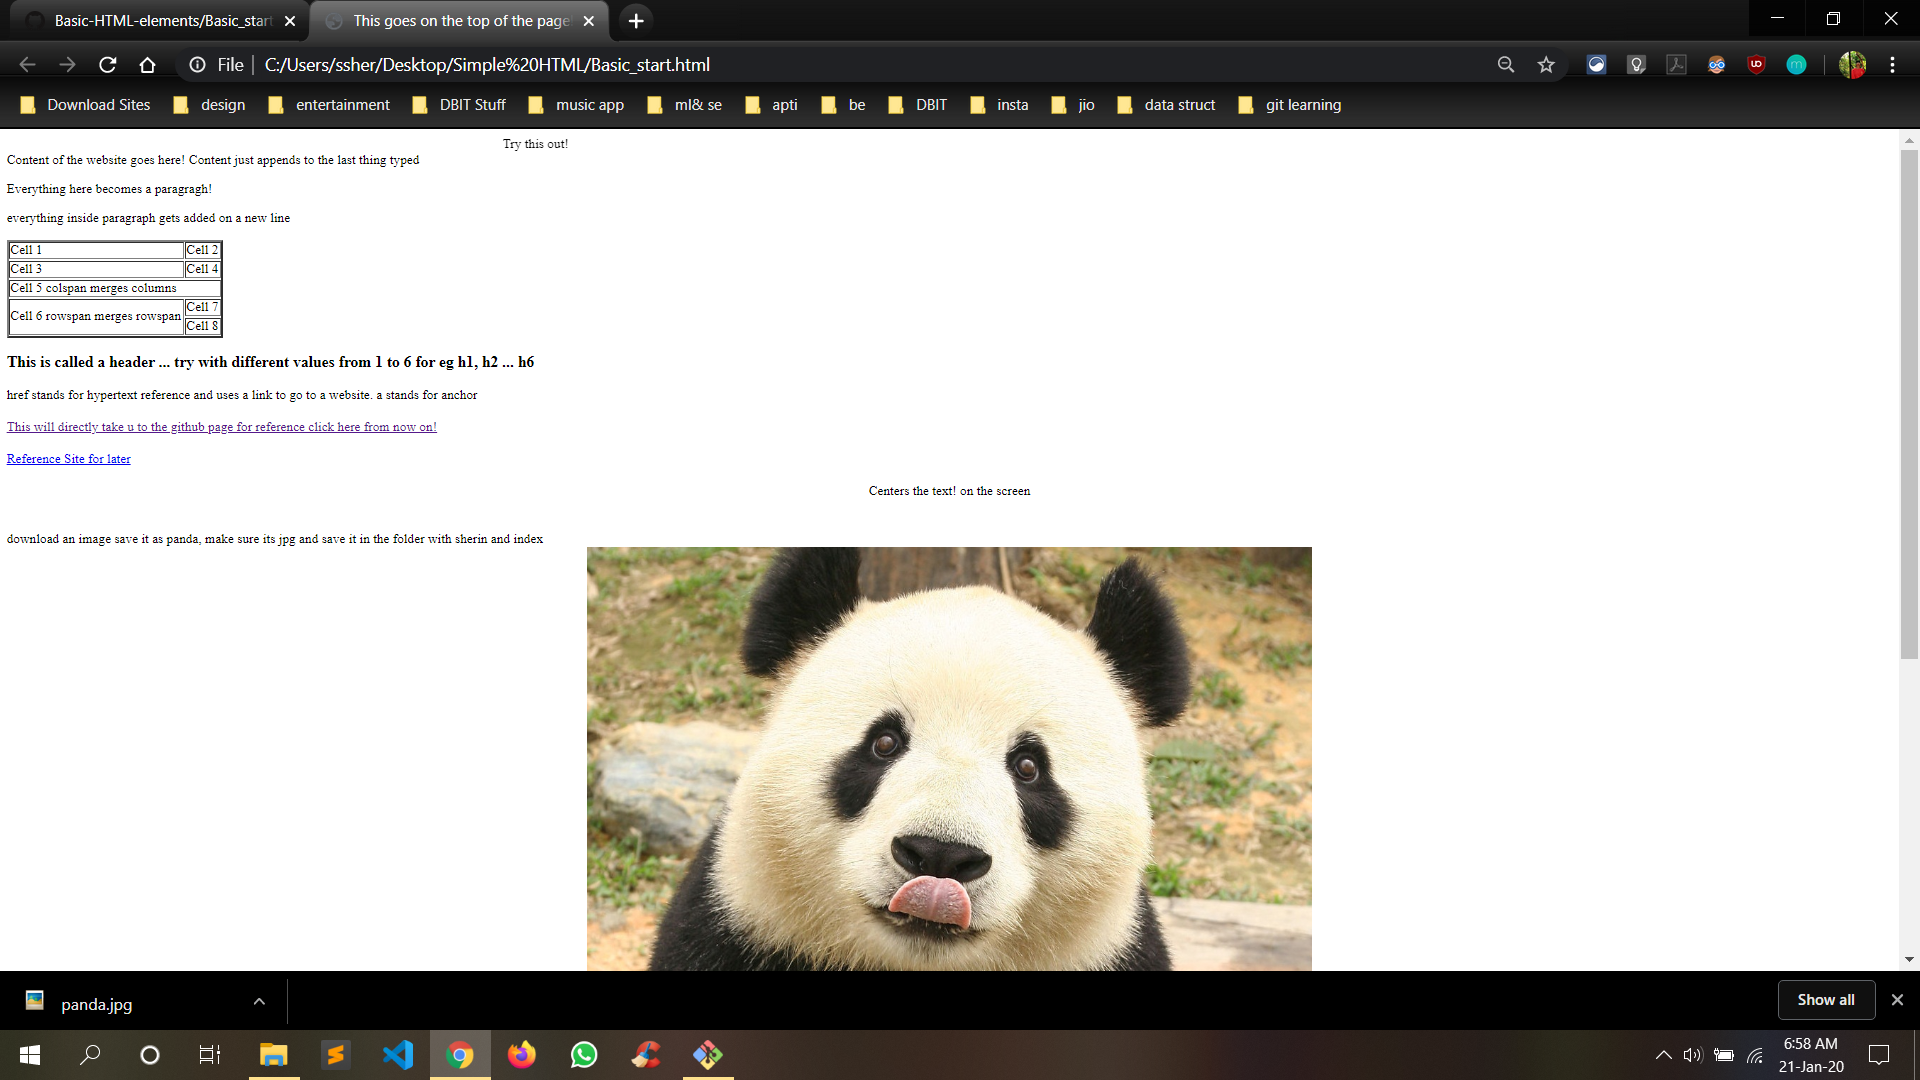 Basic-HTML-elements/Basic_start
This goes on the top of the page
File
C:/Users/ssher/Desktop/Simple%20HTML/Basic_start.html
Download Sites
design
entertainment
DBIT Stuff
music app
ml& se
apti
be
DBIT
insta
jio
data struct
git learning
Try this out!
Content of the website goes here! Content just appends to the last thing typed
Everything here becomes a paragragh!
everything inside paragraph gets added on a new line
Cell 1 Cell 2
Cell 3 Cell 4
Cell 5 colspan merges columns
Cell 6 rowspan merges rowspan Cell 7
Cell 8
This is called a header ... try with different values from 1 to 6 for eg h1, h2 ... h6
href stands for hypertext reference and uses a link to go to a website. a stands for anchor
This will directly take u to the github page for reference click here from now on!
Reference Site for later
Centers the text! on the screen
download an image save it as panda, make sure its jpg and save it in the folder with sherin and index
panda.jpg
Show all
6:58 AM
21-Jan-20